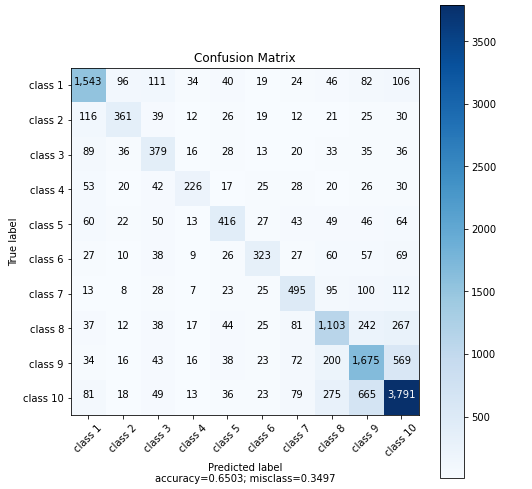 Confusion Matrix
class 1 1,543 96 111 34 40 19 24 46 82 106
class 2 116 361 39 12 26 19 12 21 25 30
class 3 89 36 379 16 28 13 20 33 35 36
class 4 53 20 42 226 17 25 28 20 26 30
class 5 60 22 50 13 416 27 43 49 46 64
class 6 27 10 38 9 26 323 27 60 57 69
class 7 13 8 28 7 23 25 495 95 100 112
class 8 37 12 38 17 44 25 81 1,103 242 267
class 9 34 16 43 16 38 23 72 200 1,675 569
class 10 81 18 49 13 36 23 79 275 665 3,791
True label
class 1 class 2 class 3 class 4 class 5 class 6 class 7 class 8 class 9 class 10
Predicted label
accuracy=0.6503; misclass=0.3497
3500
3000
2500
2000
1500
1000
500